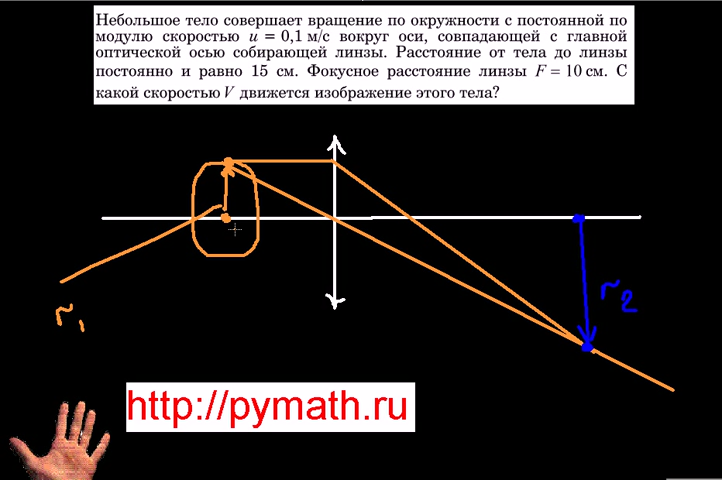 Небольшое тело совершает вращение по окружности с постоянной по
модулю скоростью u = 0,1 м/с вокруг оси, совпадающей с главной
оптической осью собирающей линзы. Расстояние от тела до линзы
постоянно и равно 15 см. Фокусное расстояние линзы F = 10 см. С
какой скоростью V движется изображение этого тела?
r₂
r₁
http://pymath.ru